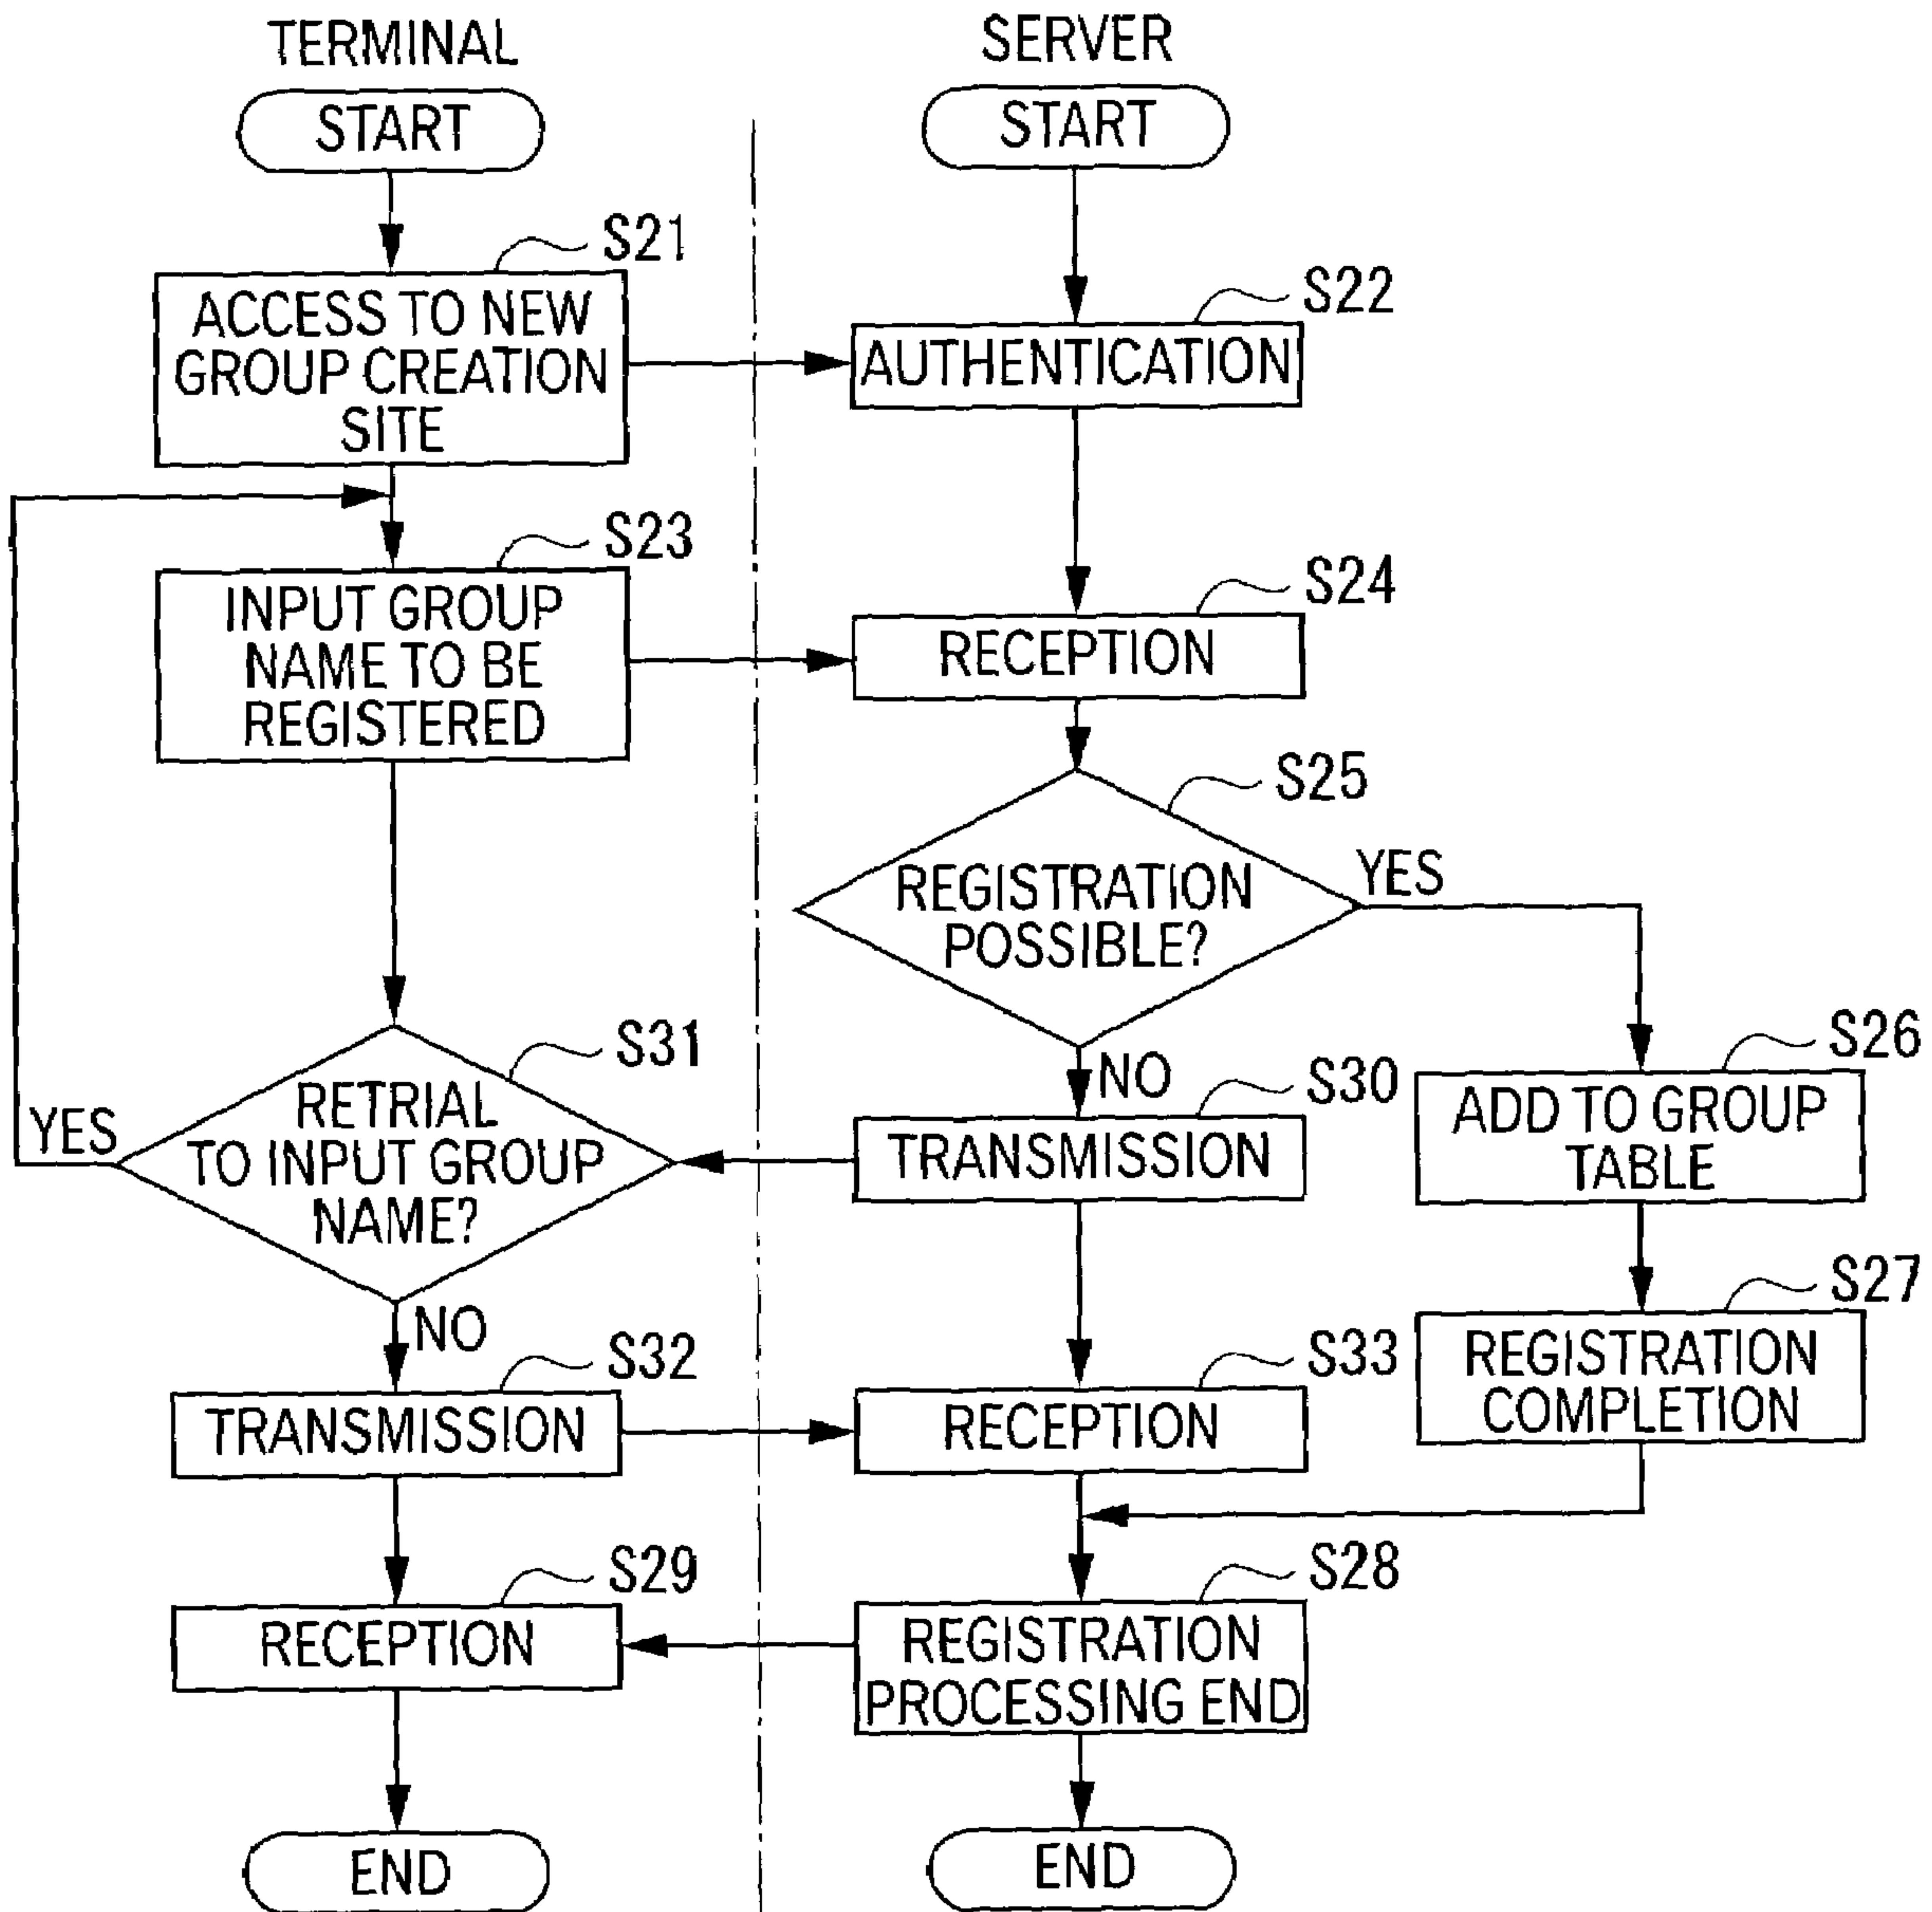 TERMINAL
START
S21
ACCESS TO NEW
GROUP CREATION
SITE
S23
INPUT GROUP
NAME TO BE
REGISTERED
S31
RETRIAL
TO INPUT GROUP
NAME?
YES
NO
S32
TRANSMISSION
S29
RECEPTION
END
SERVER
START
S22
AUTHENTICATION
S24
RECEPTION
S25
REGISTRATION
POSSIBLE?
YES
NO
S30
TRANSMISSION
S33
RECEPTION
S28
REGISTRATION
PROCESSING END
END
S26
ADD TO GROUP
TABLE
S27
REGISTRATION
COMPLETION